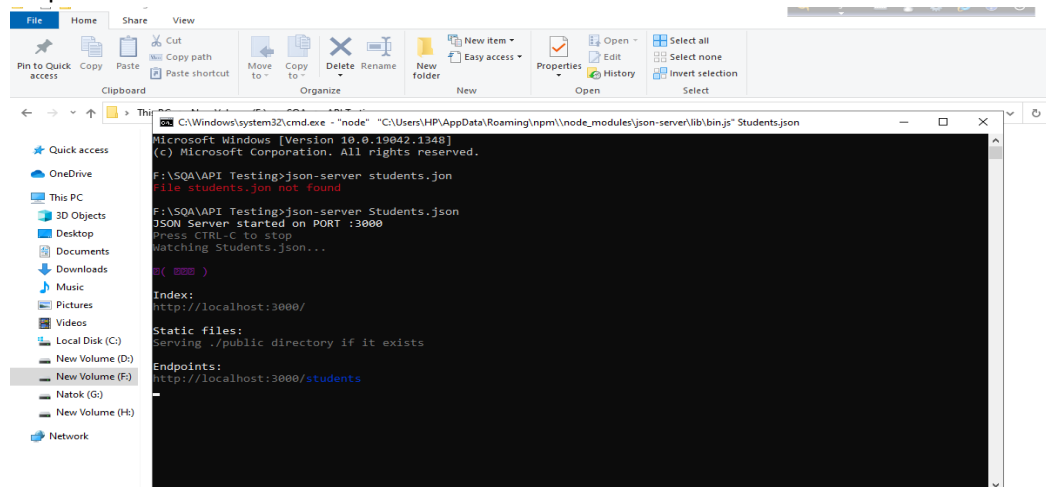 File Home Share View
Pin to Quick access
Copy
Paste
Cut
Copy path
Paste shortcut
Clipboard
Move to
Copy to
Delete
Rename
Organize
New folder
New item
Easy access
New
Properties
Open
Edit
History
Open
Select all
Select none
Invert selection
Select
C:\Windows\system32\cmd.exe - "node" "C:\Users\HP\AppData\Roaming\npm\\node_modules\json-server\lib\bin.js" Students.json
Quick access
OneDrive
This PC
3D Objects
Desktop
Documents
Downloads
Music
Pictures
Videos
Local Disk (C:)
New Volume (D:)
New Volume (F:)
Natok (G:)
New Volume (H:)
Network
Microsoft Windows [Version 10.0.19042.1348]
(c) Microsoft Corporation. All rights reserved.
F:\SQA\API Testing>json-server students.jon
File students.jon not found
F:\SQA\API Testing>json-server Students.json
JSON Server started on PORT :3000
Press CTRL-C to stop
Watching Students.json...
Index:
http://localhost:3000/
Static files:
Serving ./public directory if it exists
Endpoints:
http://localhost:3000/students